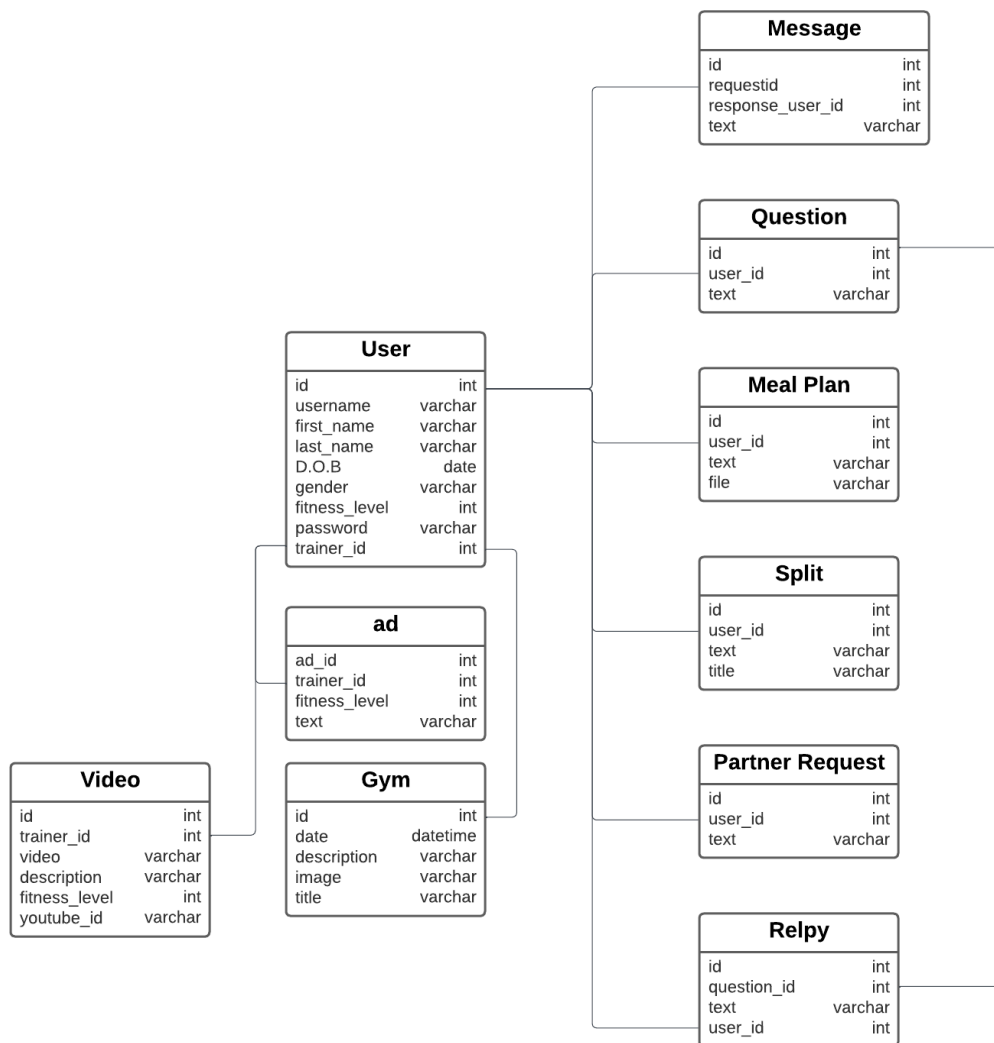 Message
id int
requestid int
response_user_id int
text varchar
Question
id int
user_id int
text varchar
User
id int
username varchar
first_name varchar
last_name varchar
D.O.B date
gender varchar
fitness_level int
password varchar
trainer_id int
Meal Plan
id int
user_id int
text varchar
file varchar
Split
id int
user_id int
text varchar
title varchar
ad
ad_id int
trainer_id int
fitness_level int
text varchar
Video
id int
trainer_id int
video varchar
description varchar
fitness_level int
youtube_id varchar
Gym
id int
date datetime
description varchar
image varchar
title varchar
Partner Request
id int
user_id int
text varchar
Relpy
id int
question_id int
text varchar
user_id int